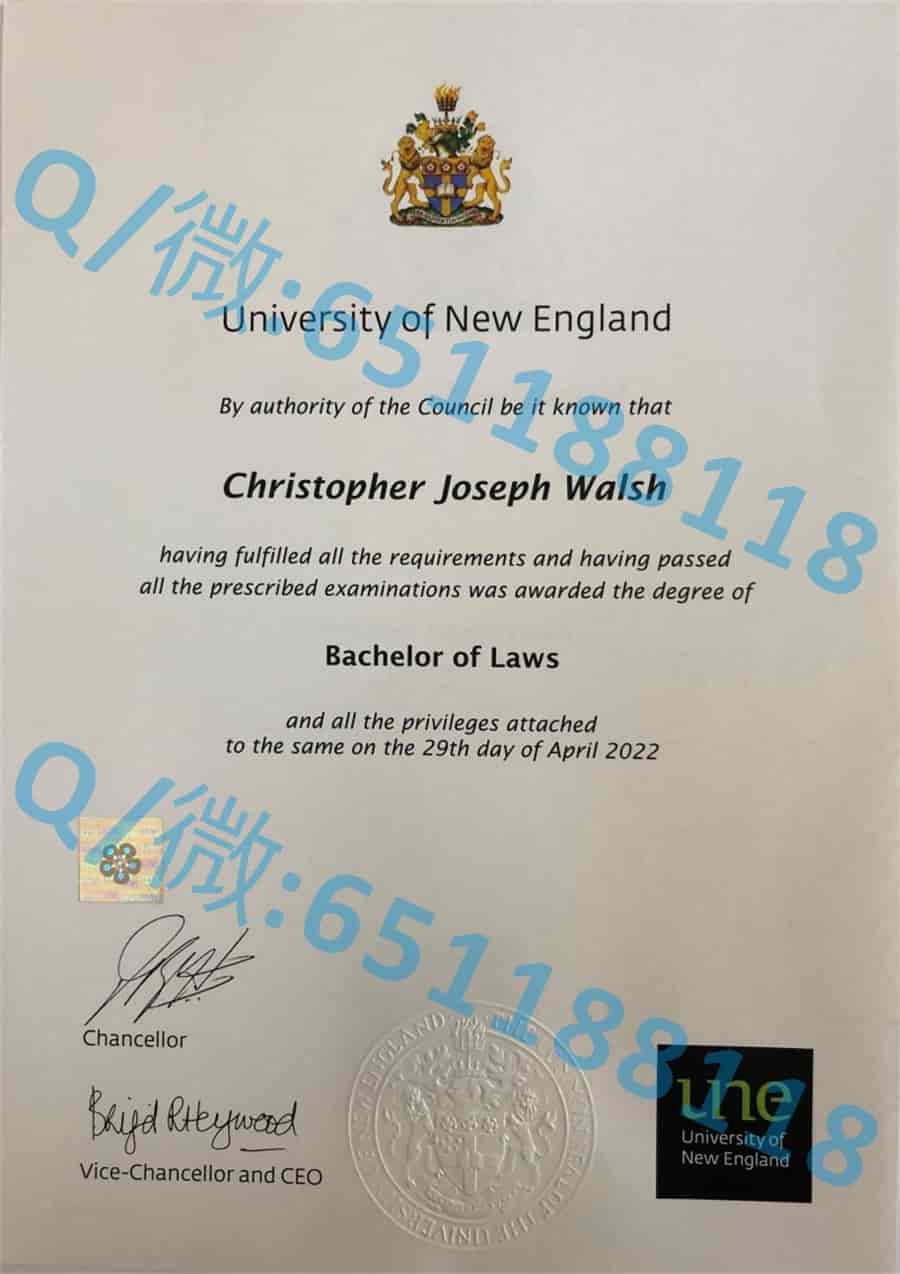 University of New England
By authority of the Council be it known that
Christopher Joseph Walsh
having fulfilled all the requirements and having passed
all the prescribed examinations was awarded the degree of
Bachelor of Laws
and all the privileges attached
to the same on the 29th day of April 2022
Q/微:651188118
Q/微:651188118
Chancellor
Brigid R Heywood
Vice-Chancellor and CEO
une
University of
New England